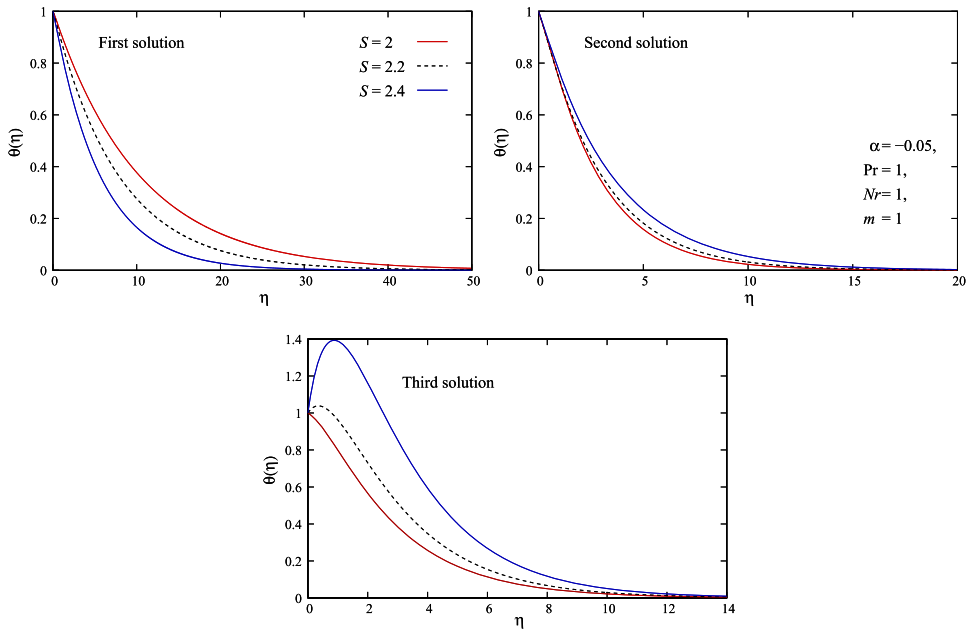 First solution
S = 2
S = 2.2
S = 2.4
θ(η)
1
0.8
0.6
0.4
0.2
0
0 10 20 30 40 50
η
Second solution
α = −0.05,
Pr = 1,
Nr = 1,
m = 1
θ(η)
1
0.8
0.6
0.4
0.2
0
0 5 10 15 20
η
Third solution
θ(η)
1.4
1.2
1
0.8
0.6
0.4
0.2
0
0 2 4 6 8 10 12 14
η